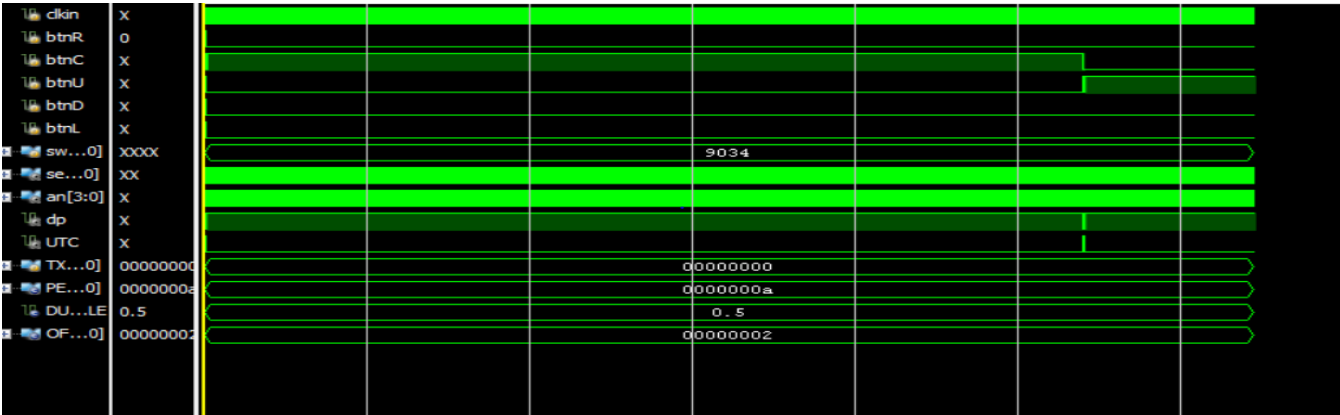 clkin X
btnR 0
btnC X
btnU X
btnD X
btnL X
sw...0] XXXX 9034
se...0] XX
an[3:0] X
dp X
UTC X
TX...0] 00000000 00000000
PE...0] 0000000a 0000000a
DU...LE 0.5 0.5
OF...0] 00000002 00000002